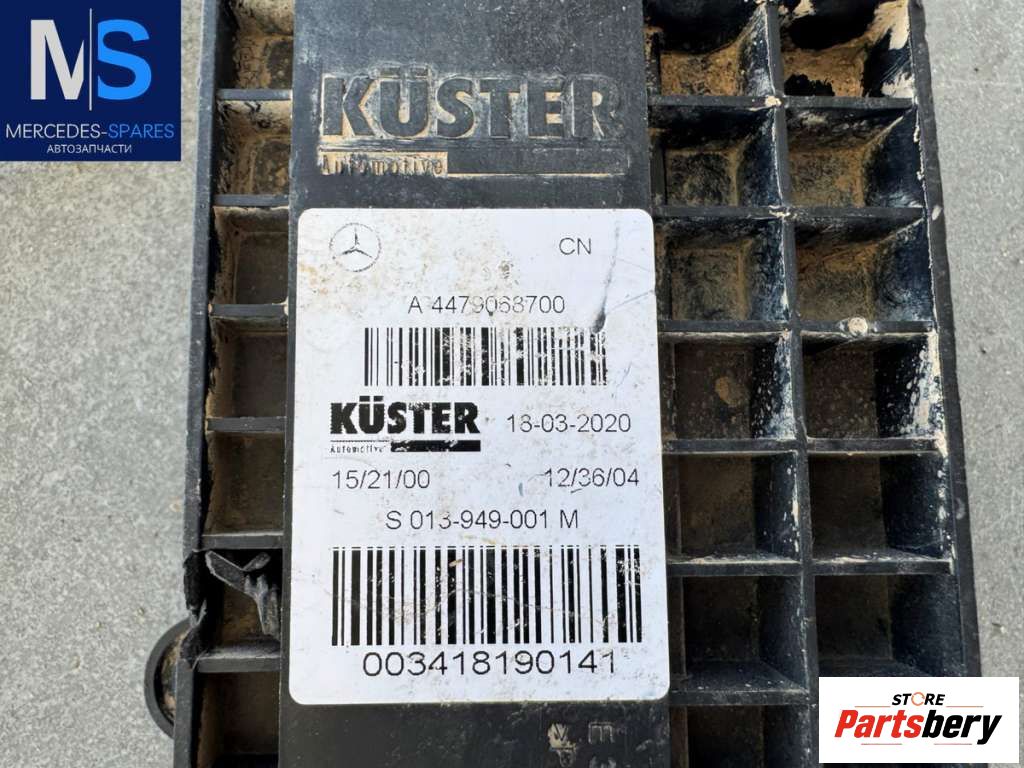 MS
MERCEDES-SPARES
АВТОЗАПЧАСТИ
KÜSTER
Automotive
CN
A 4479068700
KÜSTER
Automotive
18-03-2020
15/21/00
12/36/04
S 013-949-001 M
003418190141
STORE
Partsbery